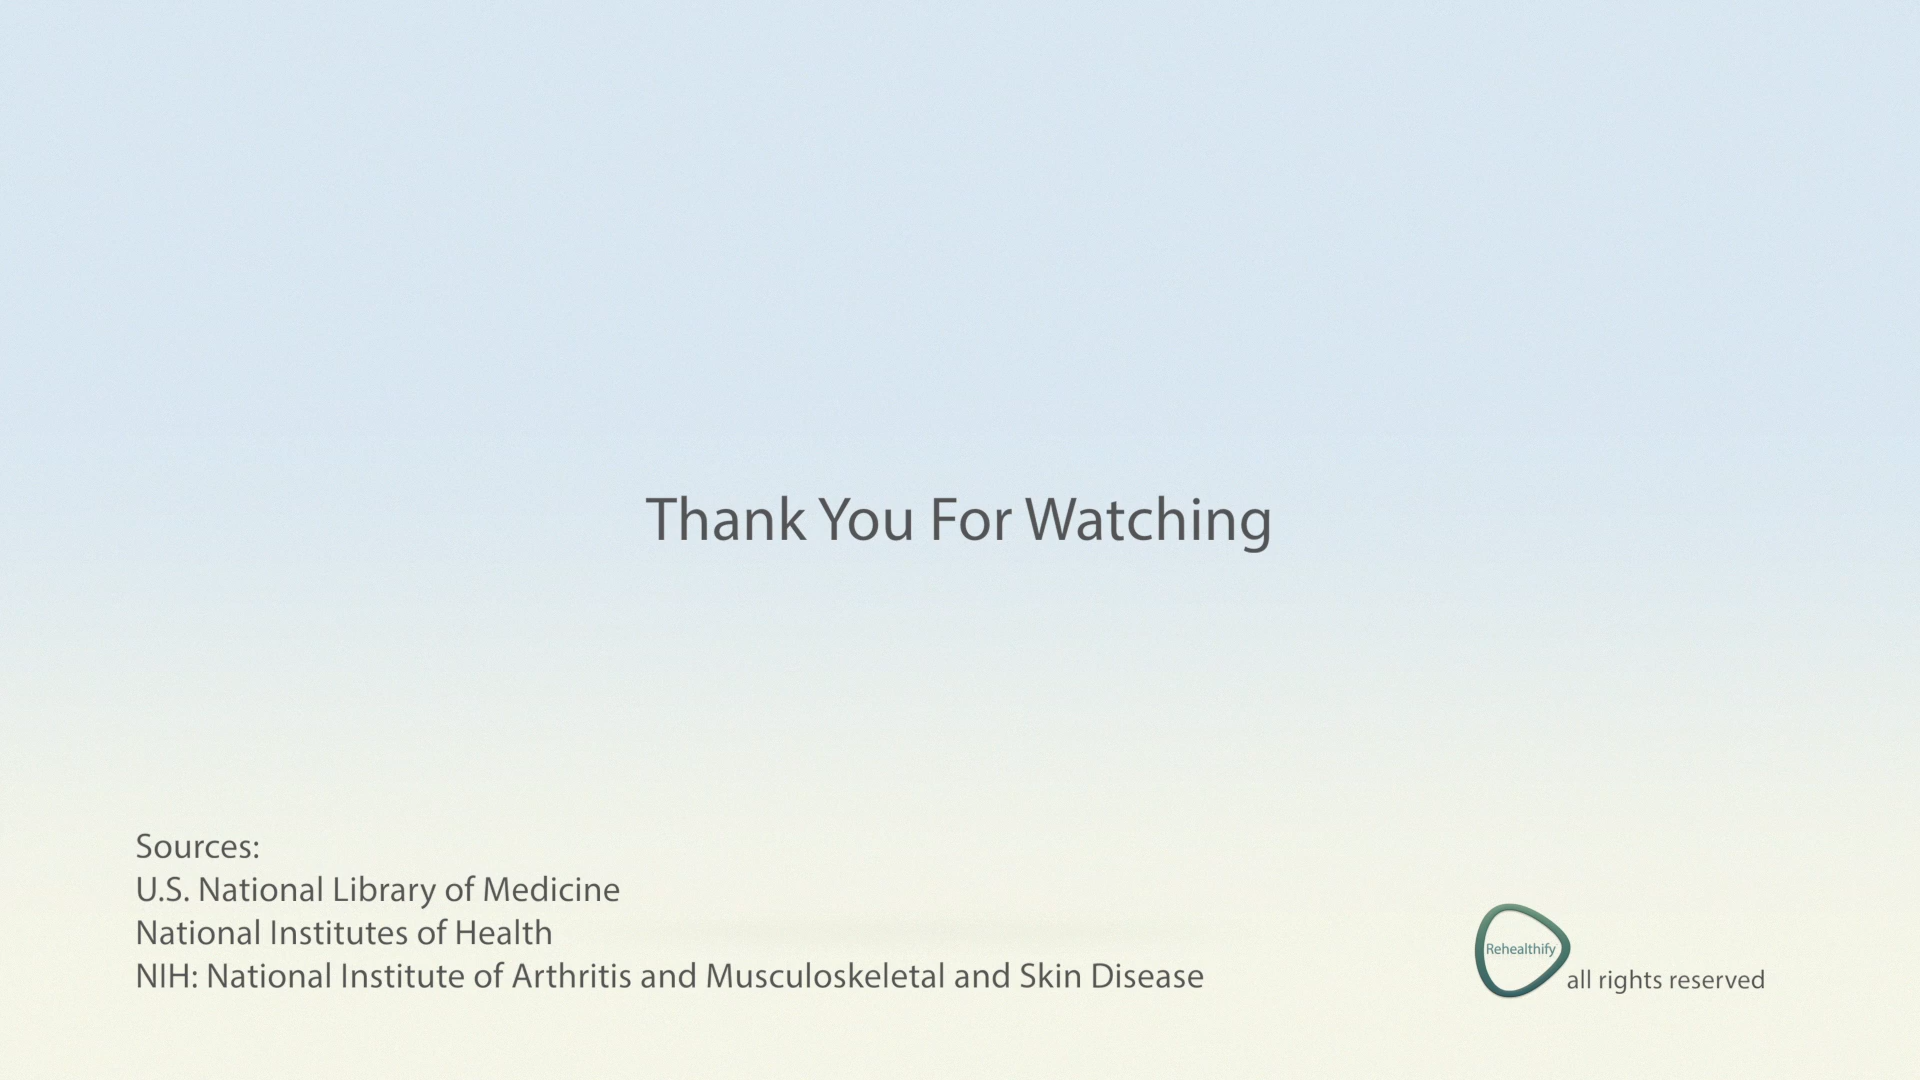 Thank You For Watching
Sources:
U.S. National Library of Medicine
National Institutes of Health
NIH: National Institute of Arthritis and Musculoskeletal and Skin Disease
Rehealthify
all rights reserved